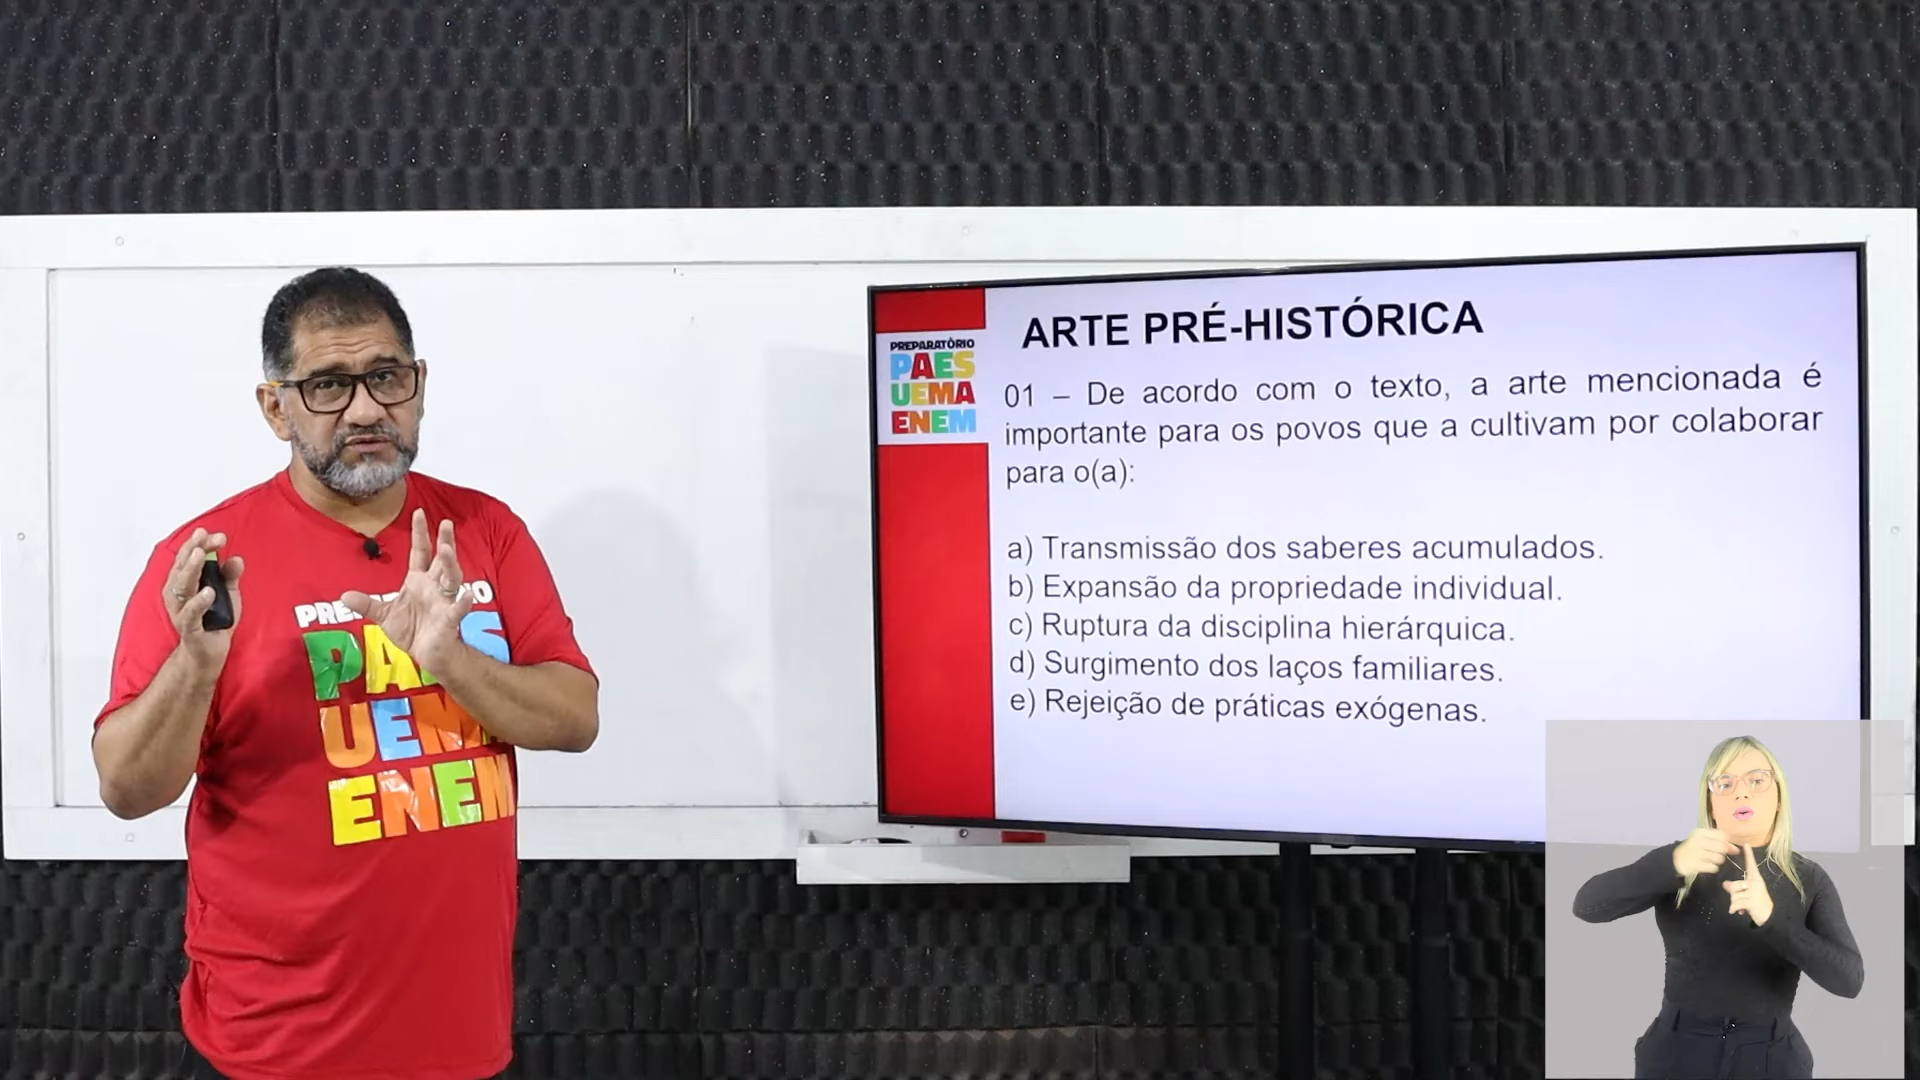 ARTE PRÉ-HISTÓRICA
PREPARATÓRIO
PAES
UEMA
ENEM
01 – De acordo com o texto, a arte mencionada é
importante para os povos que a cultivam por colaborar
para o(a):
a) Transmissão dos saberes acumulados.
b) Expansão da propriedade individual.
c) Ruptura da disciplina hierárquica.
d) Surgimento dos laços familiares.
e) Rejeição de práticas exógenas.
PAES
UEMA
ENEM